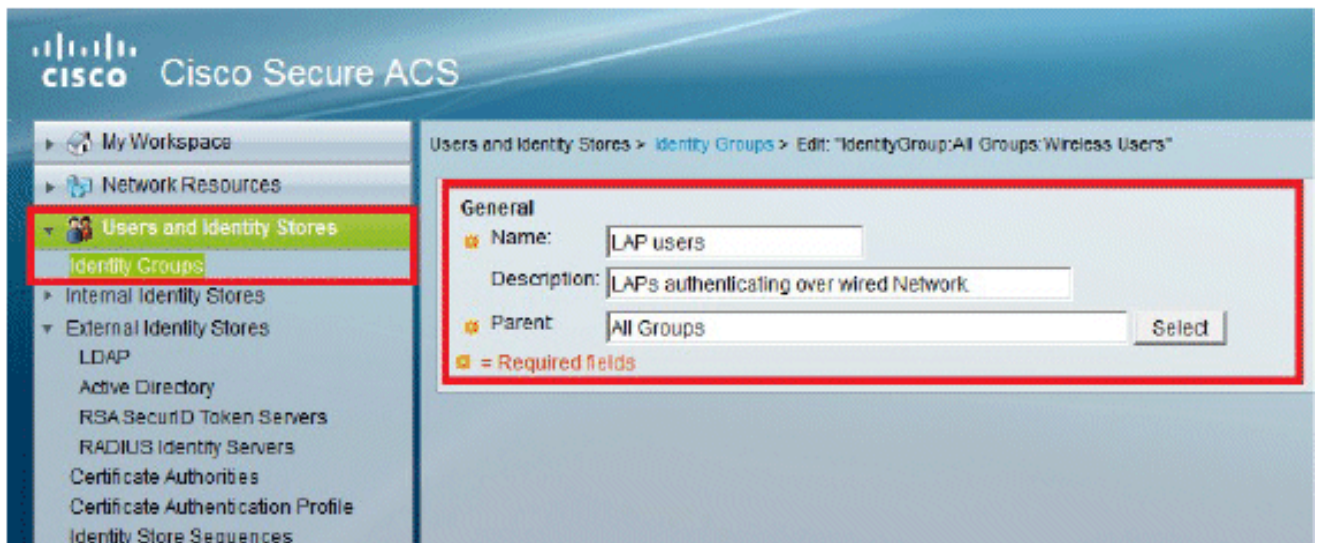 CISCO Cisco Secure ACS
My Workspace
Network Resources
Users and Identity Stores
Identity Groups
Internal Identity Stores
External Identity Stores
LDAP
Active Directory
RSA SecurID Token Servers
RADIUS Identity Servers
Certificate Authorities
Certificate Authentication Profile
Identity Store Sequences
Users and Identity Stores > Identity Groups > Edit: "IdentityGroup:All Groups:Wireless Users"
General
Name: LAP users
Description: LAPs authenticating over wired Network
Parent: All Groups Select
= Required fields